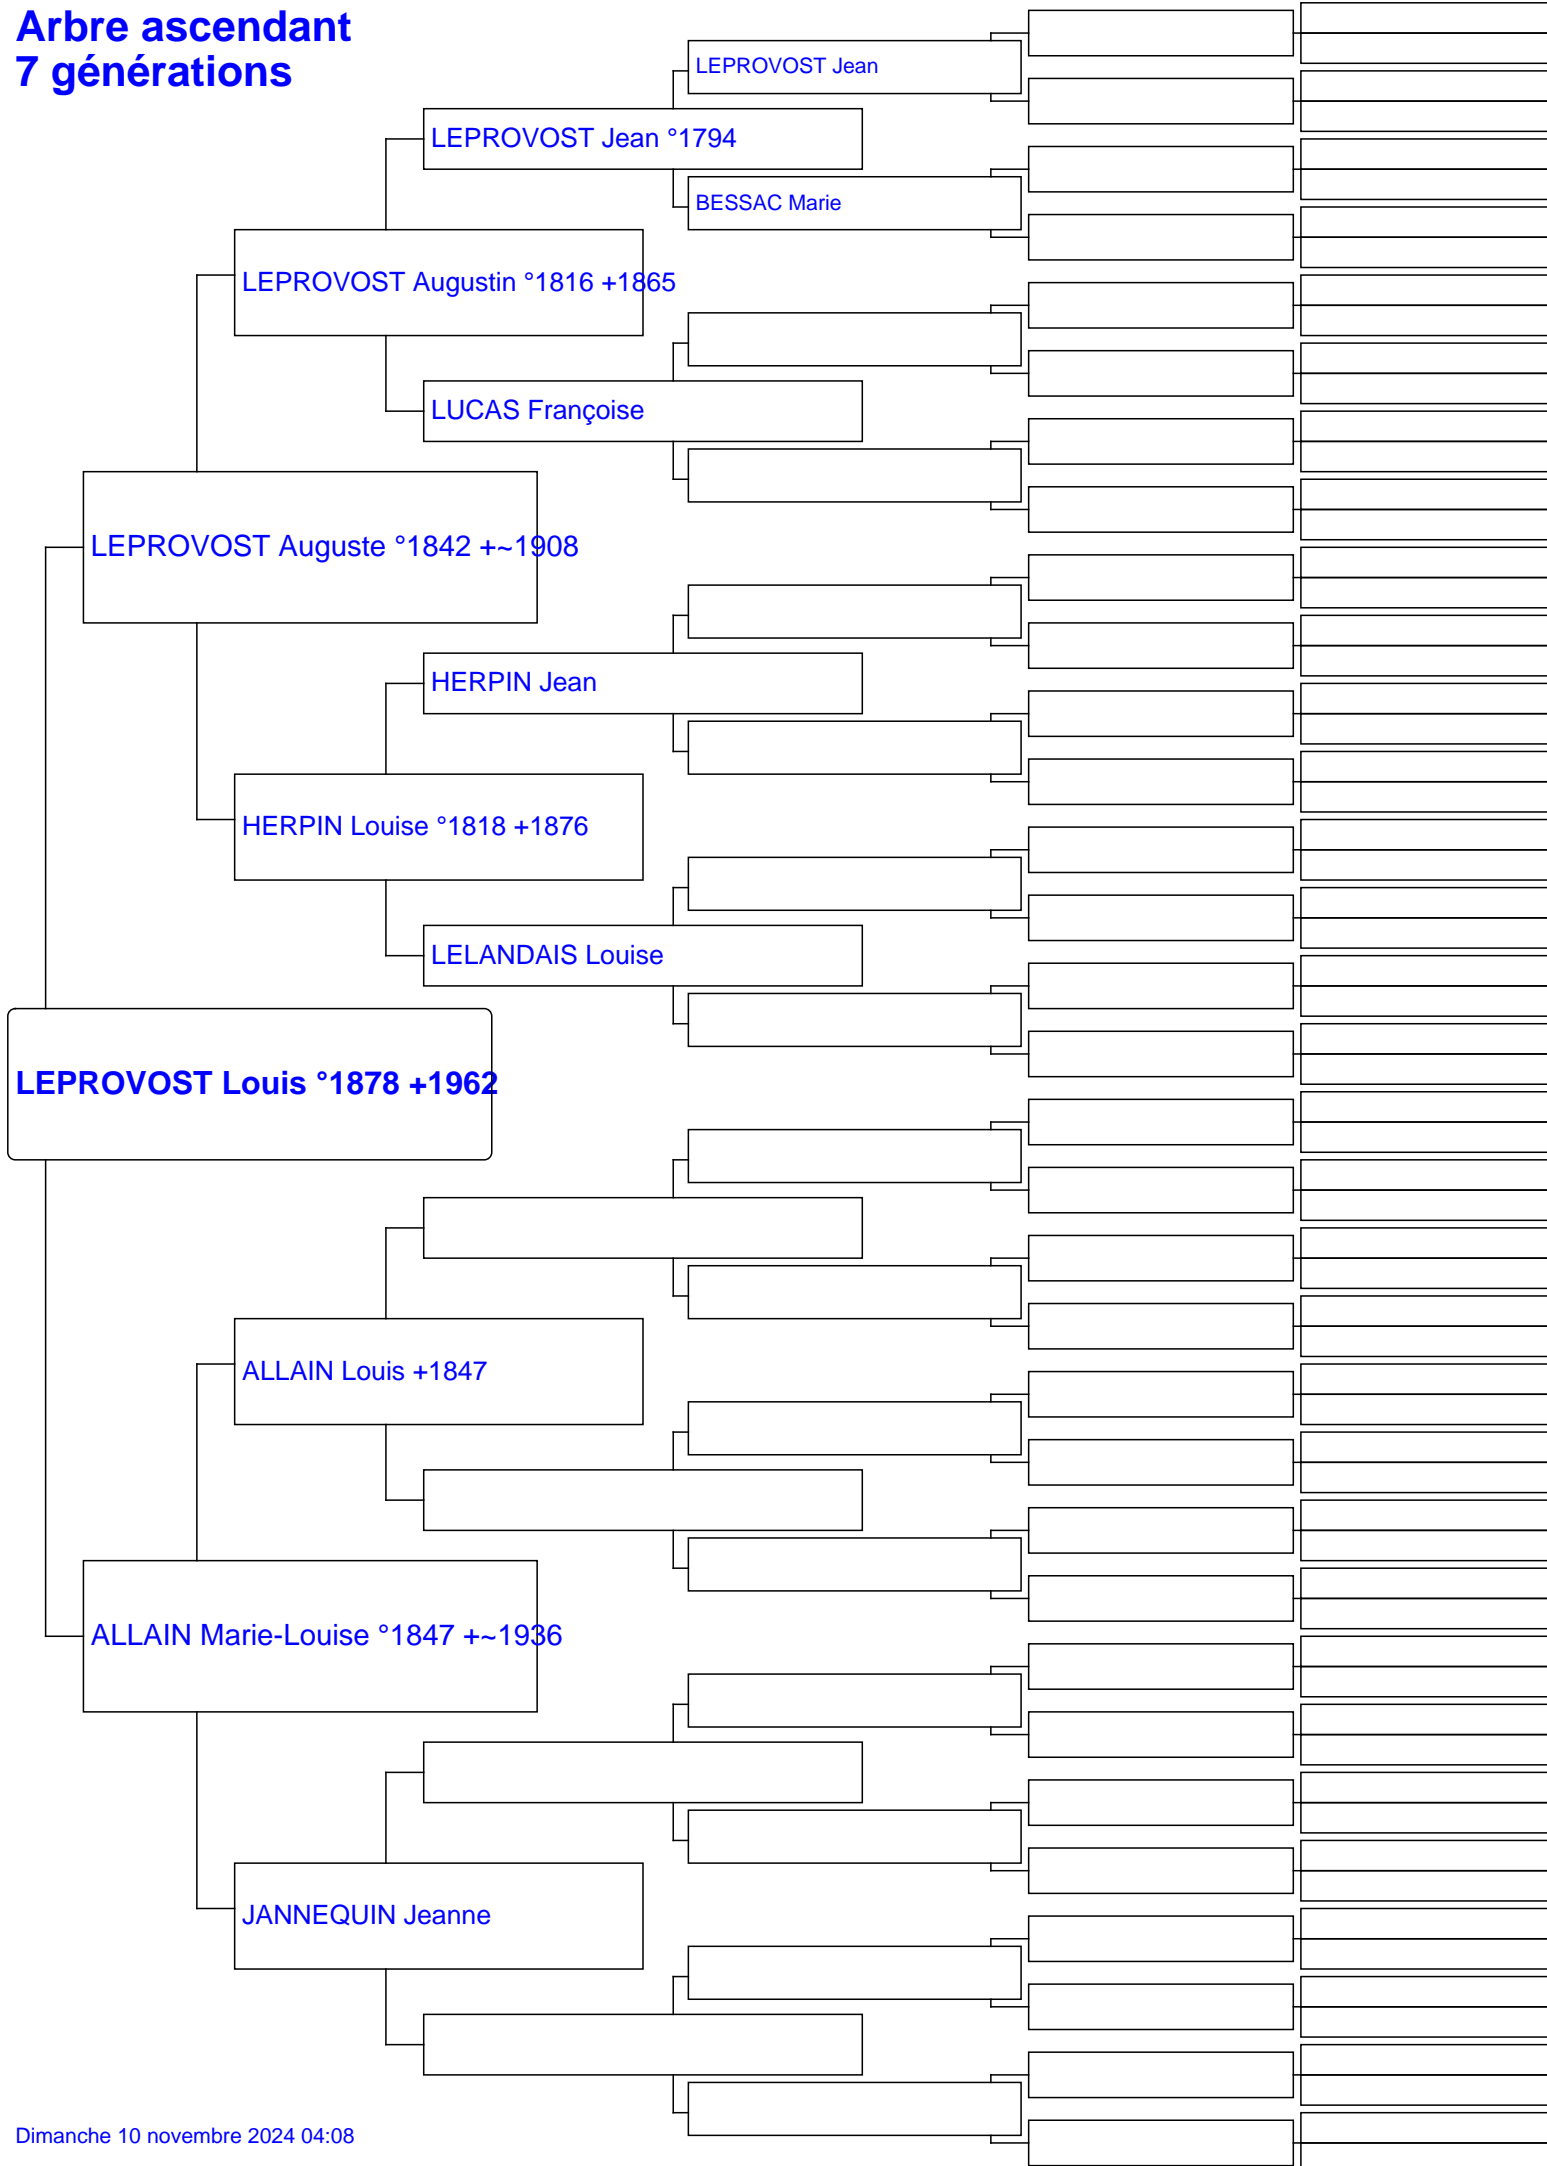 Arbre ascendant
7 générations
LEPROVOST Jean
LEPROVOST Jean °1794
BESSAC Marie
LEPROVOST Augustin °1816 +1865
LUCAS Françoise
LEPROVOST Auguste °1842 +~1908
HERPIN Jean
HERPIN Louise °1818 +1876
LELANDAIS Louise
LEPROVOST Louis °1878 +1962
ALLAIN Louis +1847
ALLAIN Marie-Louise °1847 +~1936
JANNEQUIN Jeanne
Dimanche 10 novembre 2024 04:08